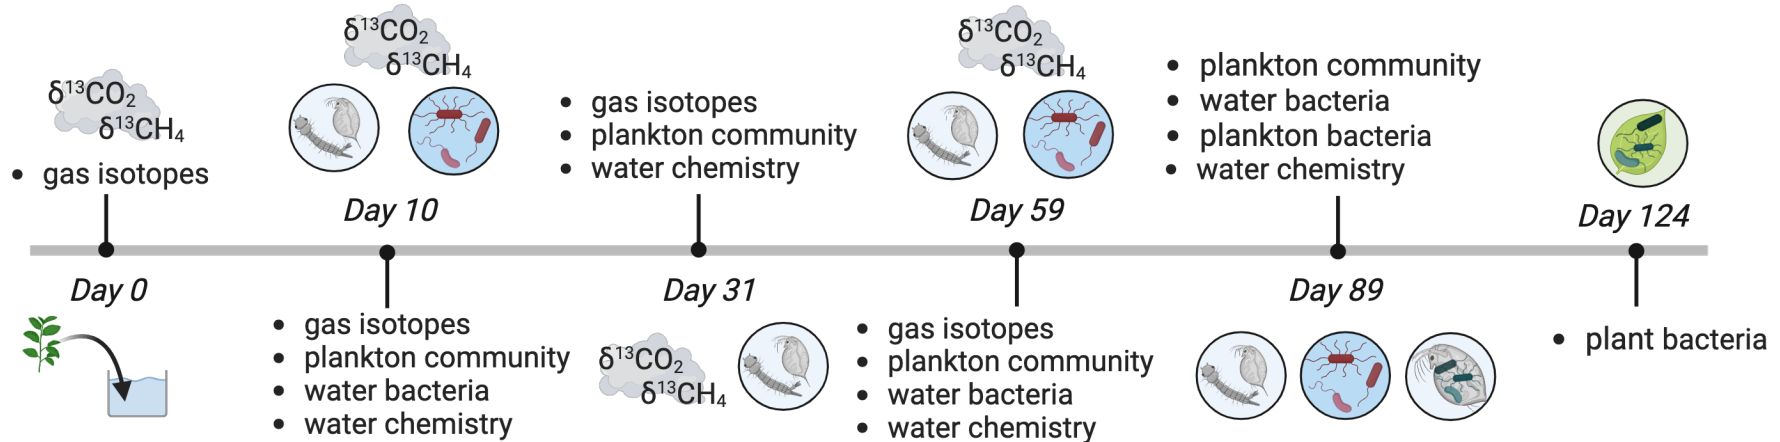 δ¹³CO₂
δ¹³CH₄
• gas isotopes
Day 0
δ¹³CO₂
δ¹³CH₄
Day 10
• gas isotopes
• plankton community
• water bacteria
• water chemistry
• gas isotopes
• plankton community
• water chemistry
Day 31
δ¹³CO₂
δ¹³CH₄
δ¹³CO₂
δ¹³CH₄
Day 59
• gas isotopes
• plankton community
• water bacteria
• water chemistry
• plankton community
• water bacteria
• plankton bacteria
• water chemistry
Day 89
Day 124
• plant bacteria